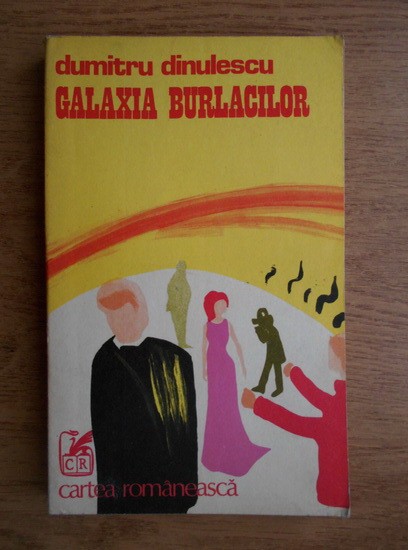 dumitru dinulescu
GALAXIA BURLACILOR
CR
cartea românească